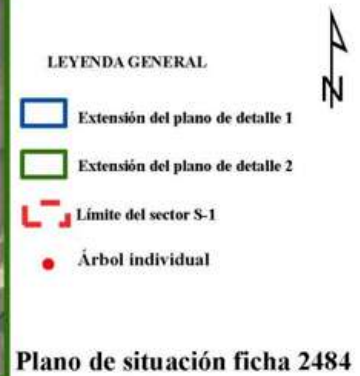 N
LEYENDA GENERAL
Extensión del plano de detalle 1
Extensión del plano de detalle 2
Límite del sector S-1
Árbol individual
Plano de situación ficha 2484